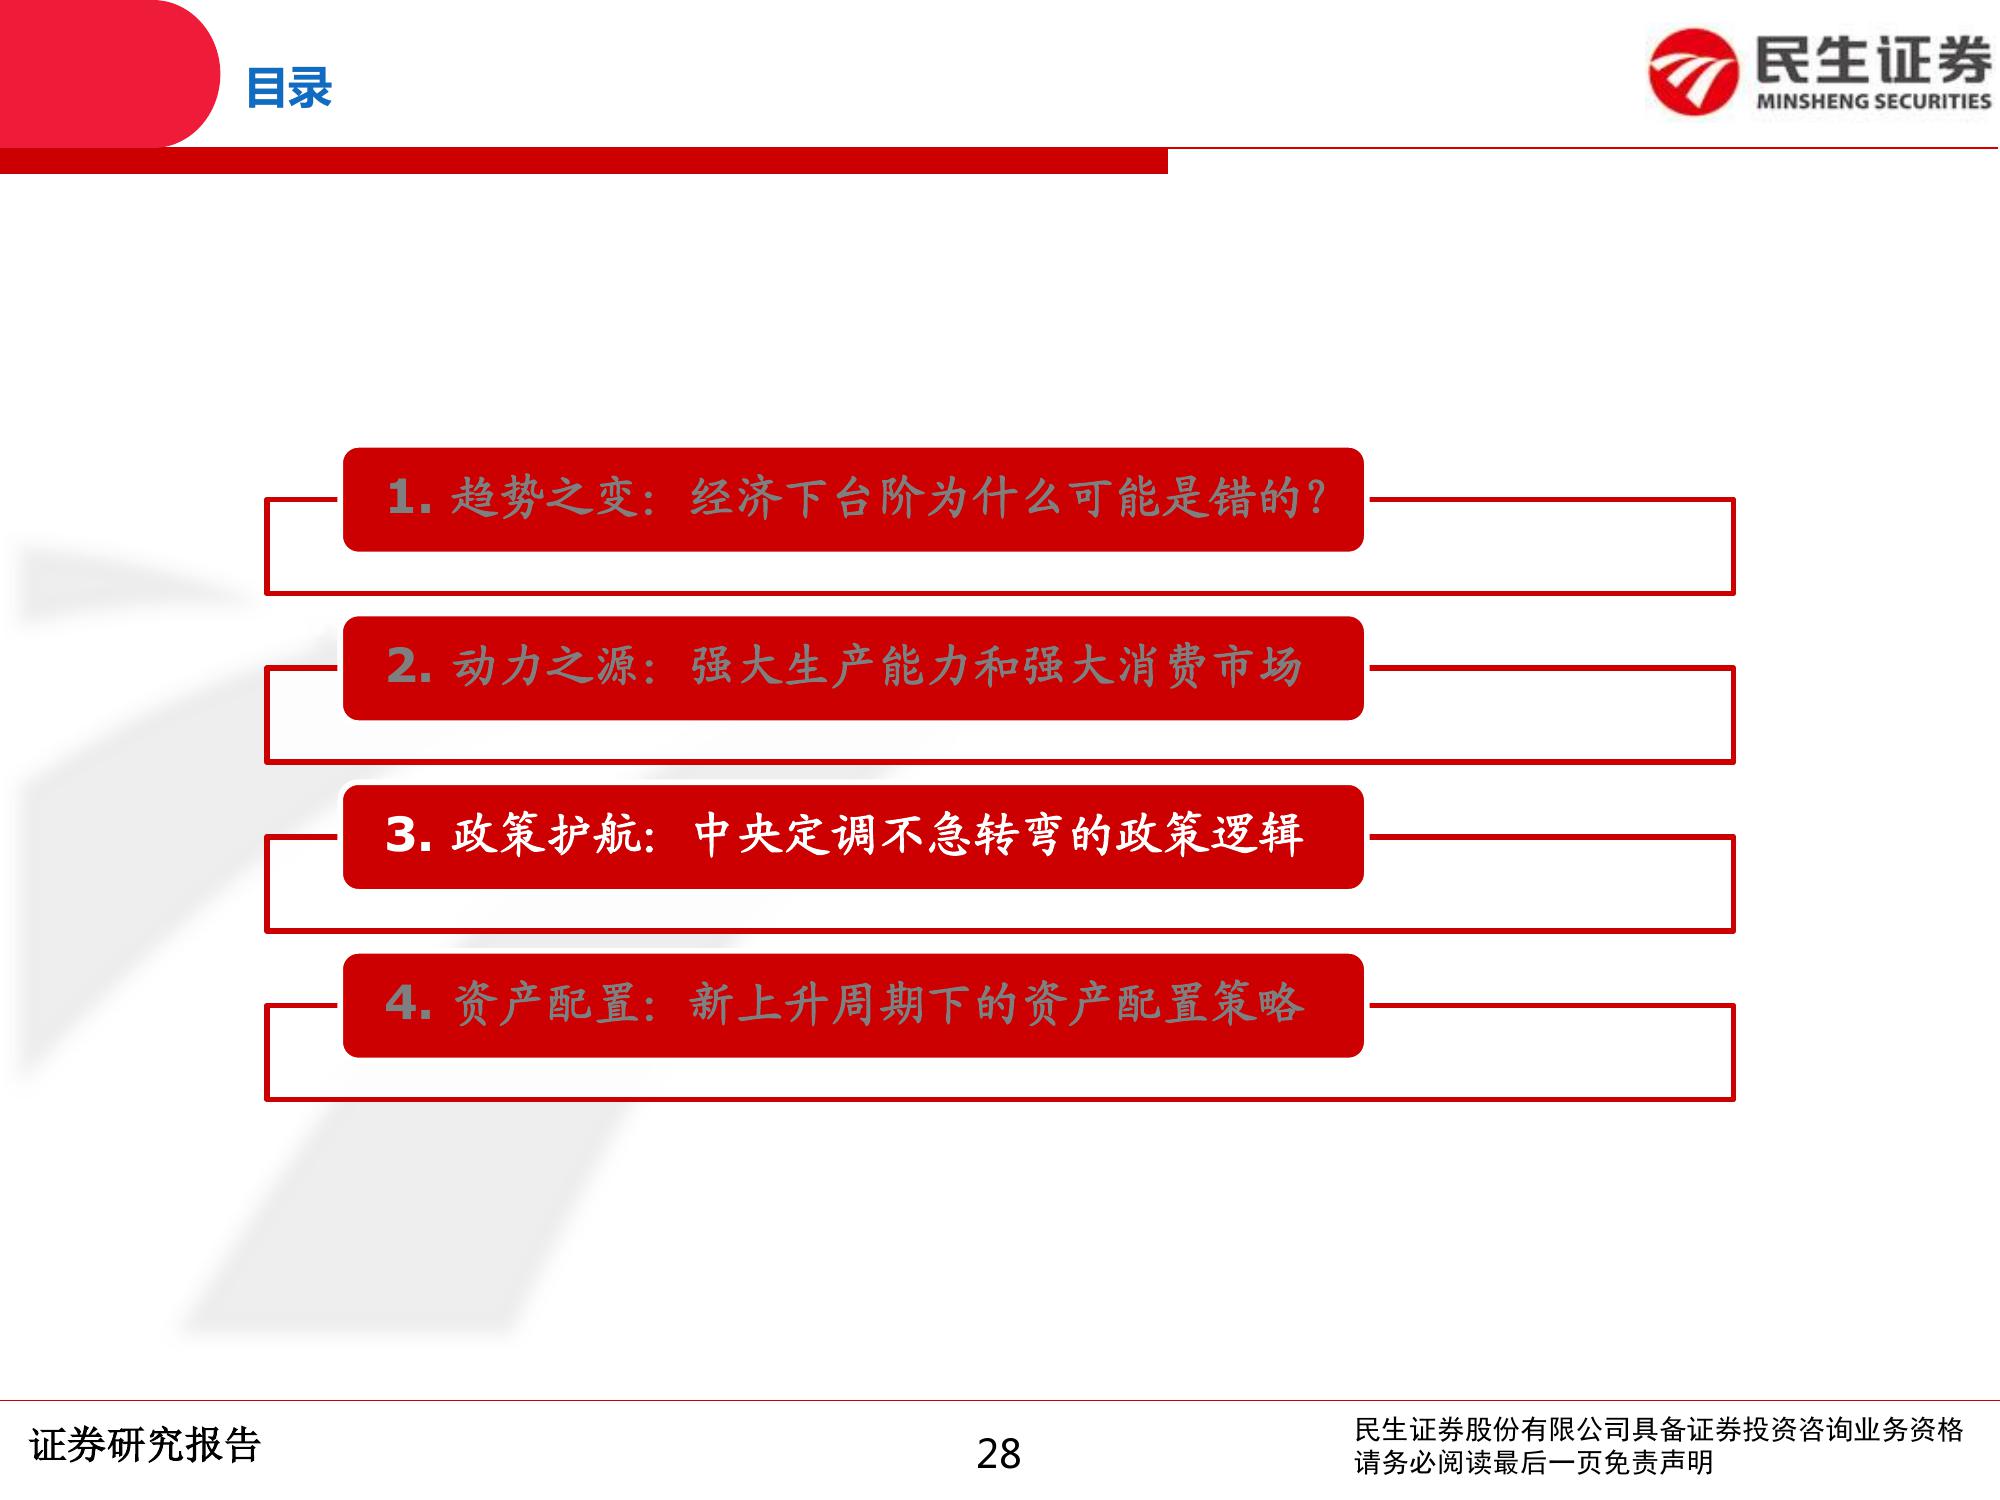 目录
民生证券
MINSHENG SECURITIES
1. 趋势之变：经济下台阶为什么可能是错的？
2. 动力之源：强大生产能力和强大消费市场
3. 政策护航：中央定调不急转弯的政策逻辑
4. 资产配置：新上升周期下的资产配置策略
证券研究报告
28
民生证券股份有限公司具备证券投资咨询业务资格
请务必阅读最后一页免责声明